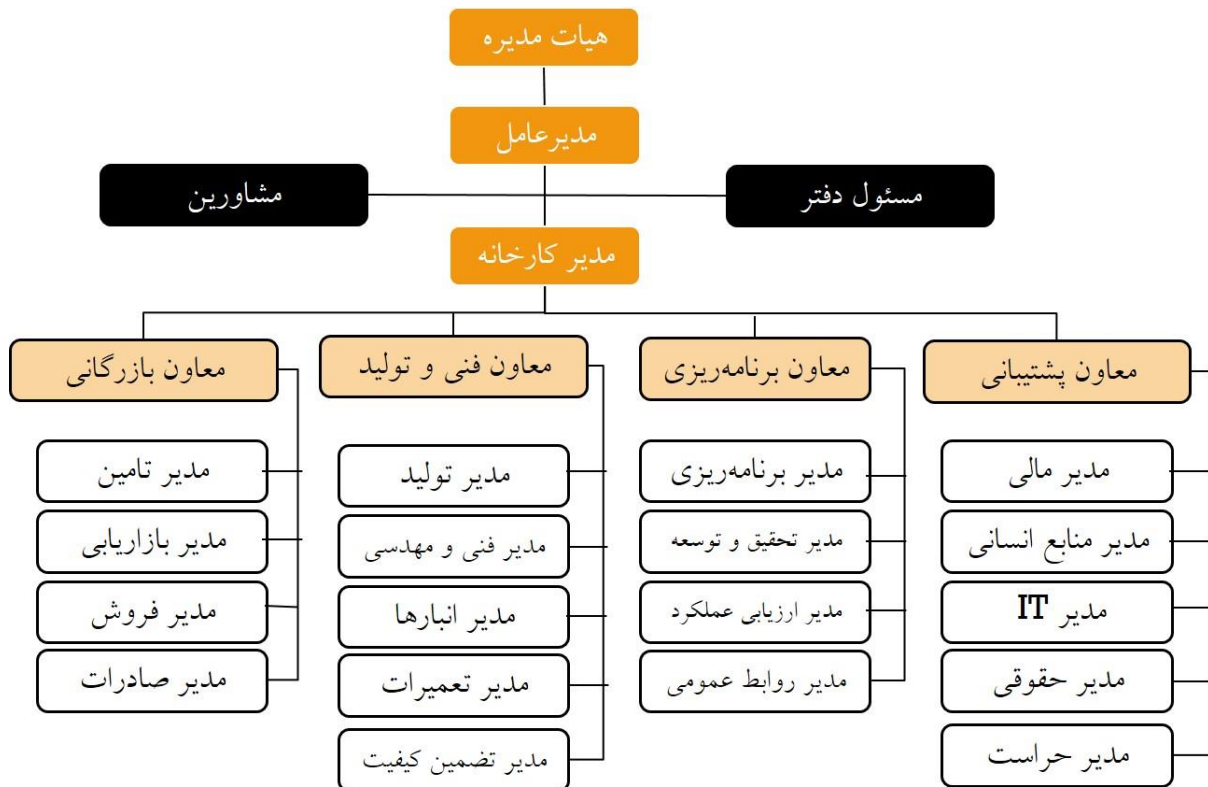 هیات مدیره
مدیرعامل
مسئول دفتر
مشاورین
مدیر کارخانه
معاون پشتیبانی
مدیر مالی
مدیر منابع انسانی
مدیر IT
مدیر حقوقی
مدیر حراست
معاون برنامه‌ریزی
مدیر برنامه‌ریزی
مدیر تحقیق و توسعه
مدیر ارزیابی عملکرد
مدیر روابط عمومی
معاون فنی و تولید
مدیر تولید
مدیر فنی و مهدسی
مدیر انبارها
مدیر تعمیرات
مدیر تضمین کیفیت
معاون بازرگانی
مدیر تامین
مدیر بازاریابی
مدیر فروش
مدیر صادرات